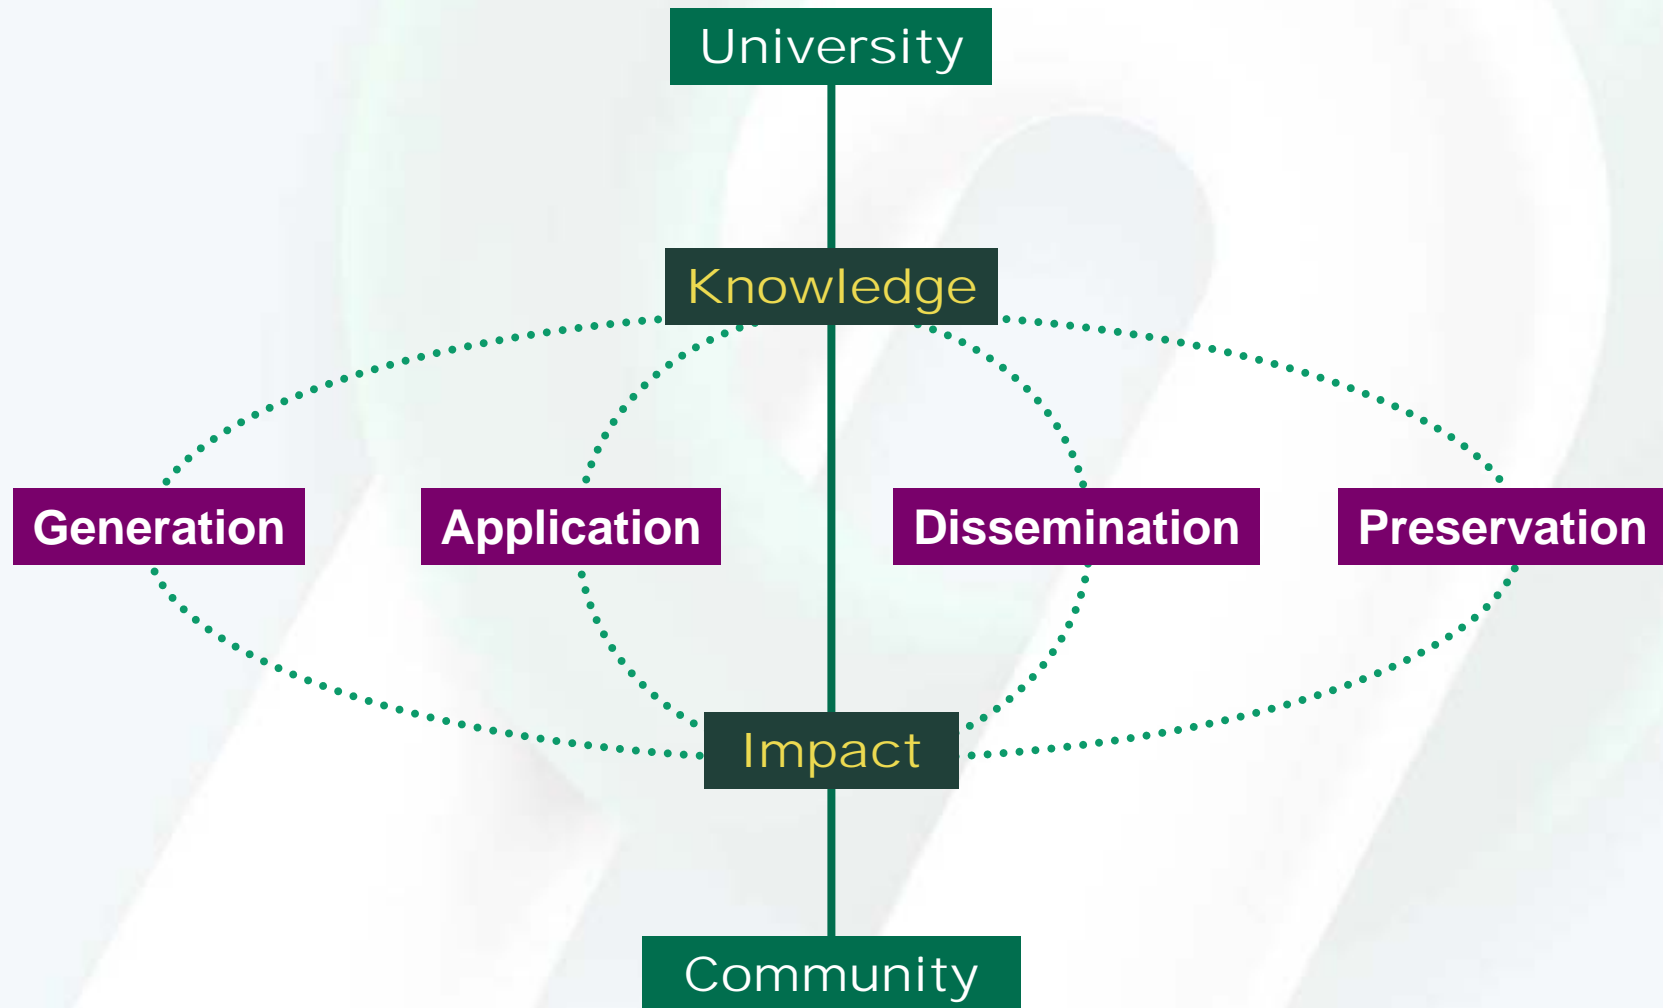 University
Knowledge
Generation
Application
Dissemination
Preservation
Impact
Community